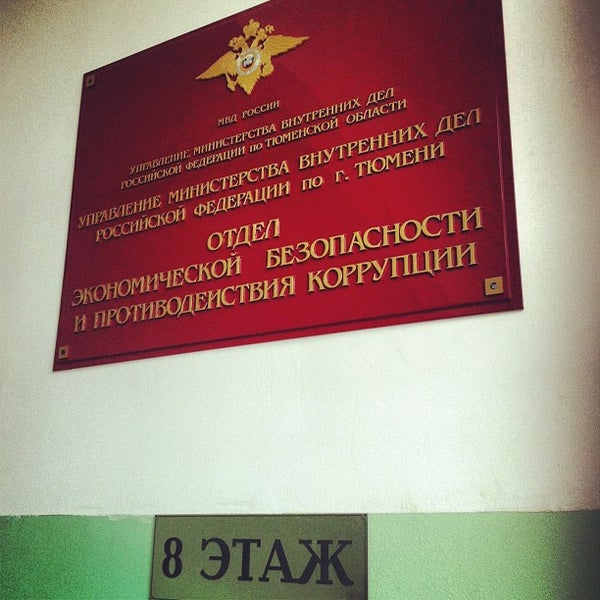 МВД РОССИИ
УПРАВЛЕНИЕ МИНИСТЕРСТВА ВНУТРЕННИХ ДЕЛ
РОССИЙСКОЙ ФЕДЕРАЦИИ ПО ТЮМЕНСКОЙ ОБЛАСТИ
УПРАВЛЕНИЕ МИНИСТЕРСТВА ВНУТРЕННИХ ДЕЛ
РОССИЙСКОЙ ФЕДЕРАЦИИ ПО Г. ТЮМЕНИ
ОТДЕЛ
ЭКОНОМИЧЕСКОЙ БЕЗОПАСНОСТИ
И ПРОТИВОДЕЙСТВИЯ КОРРУПЦИИ
8 ЭТАЖ